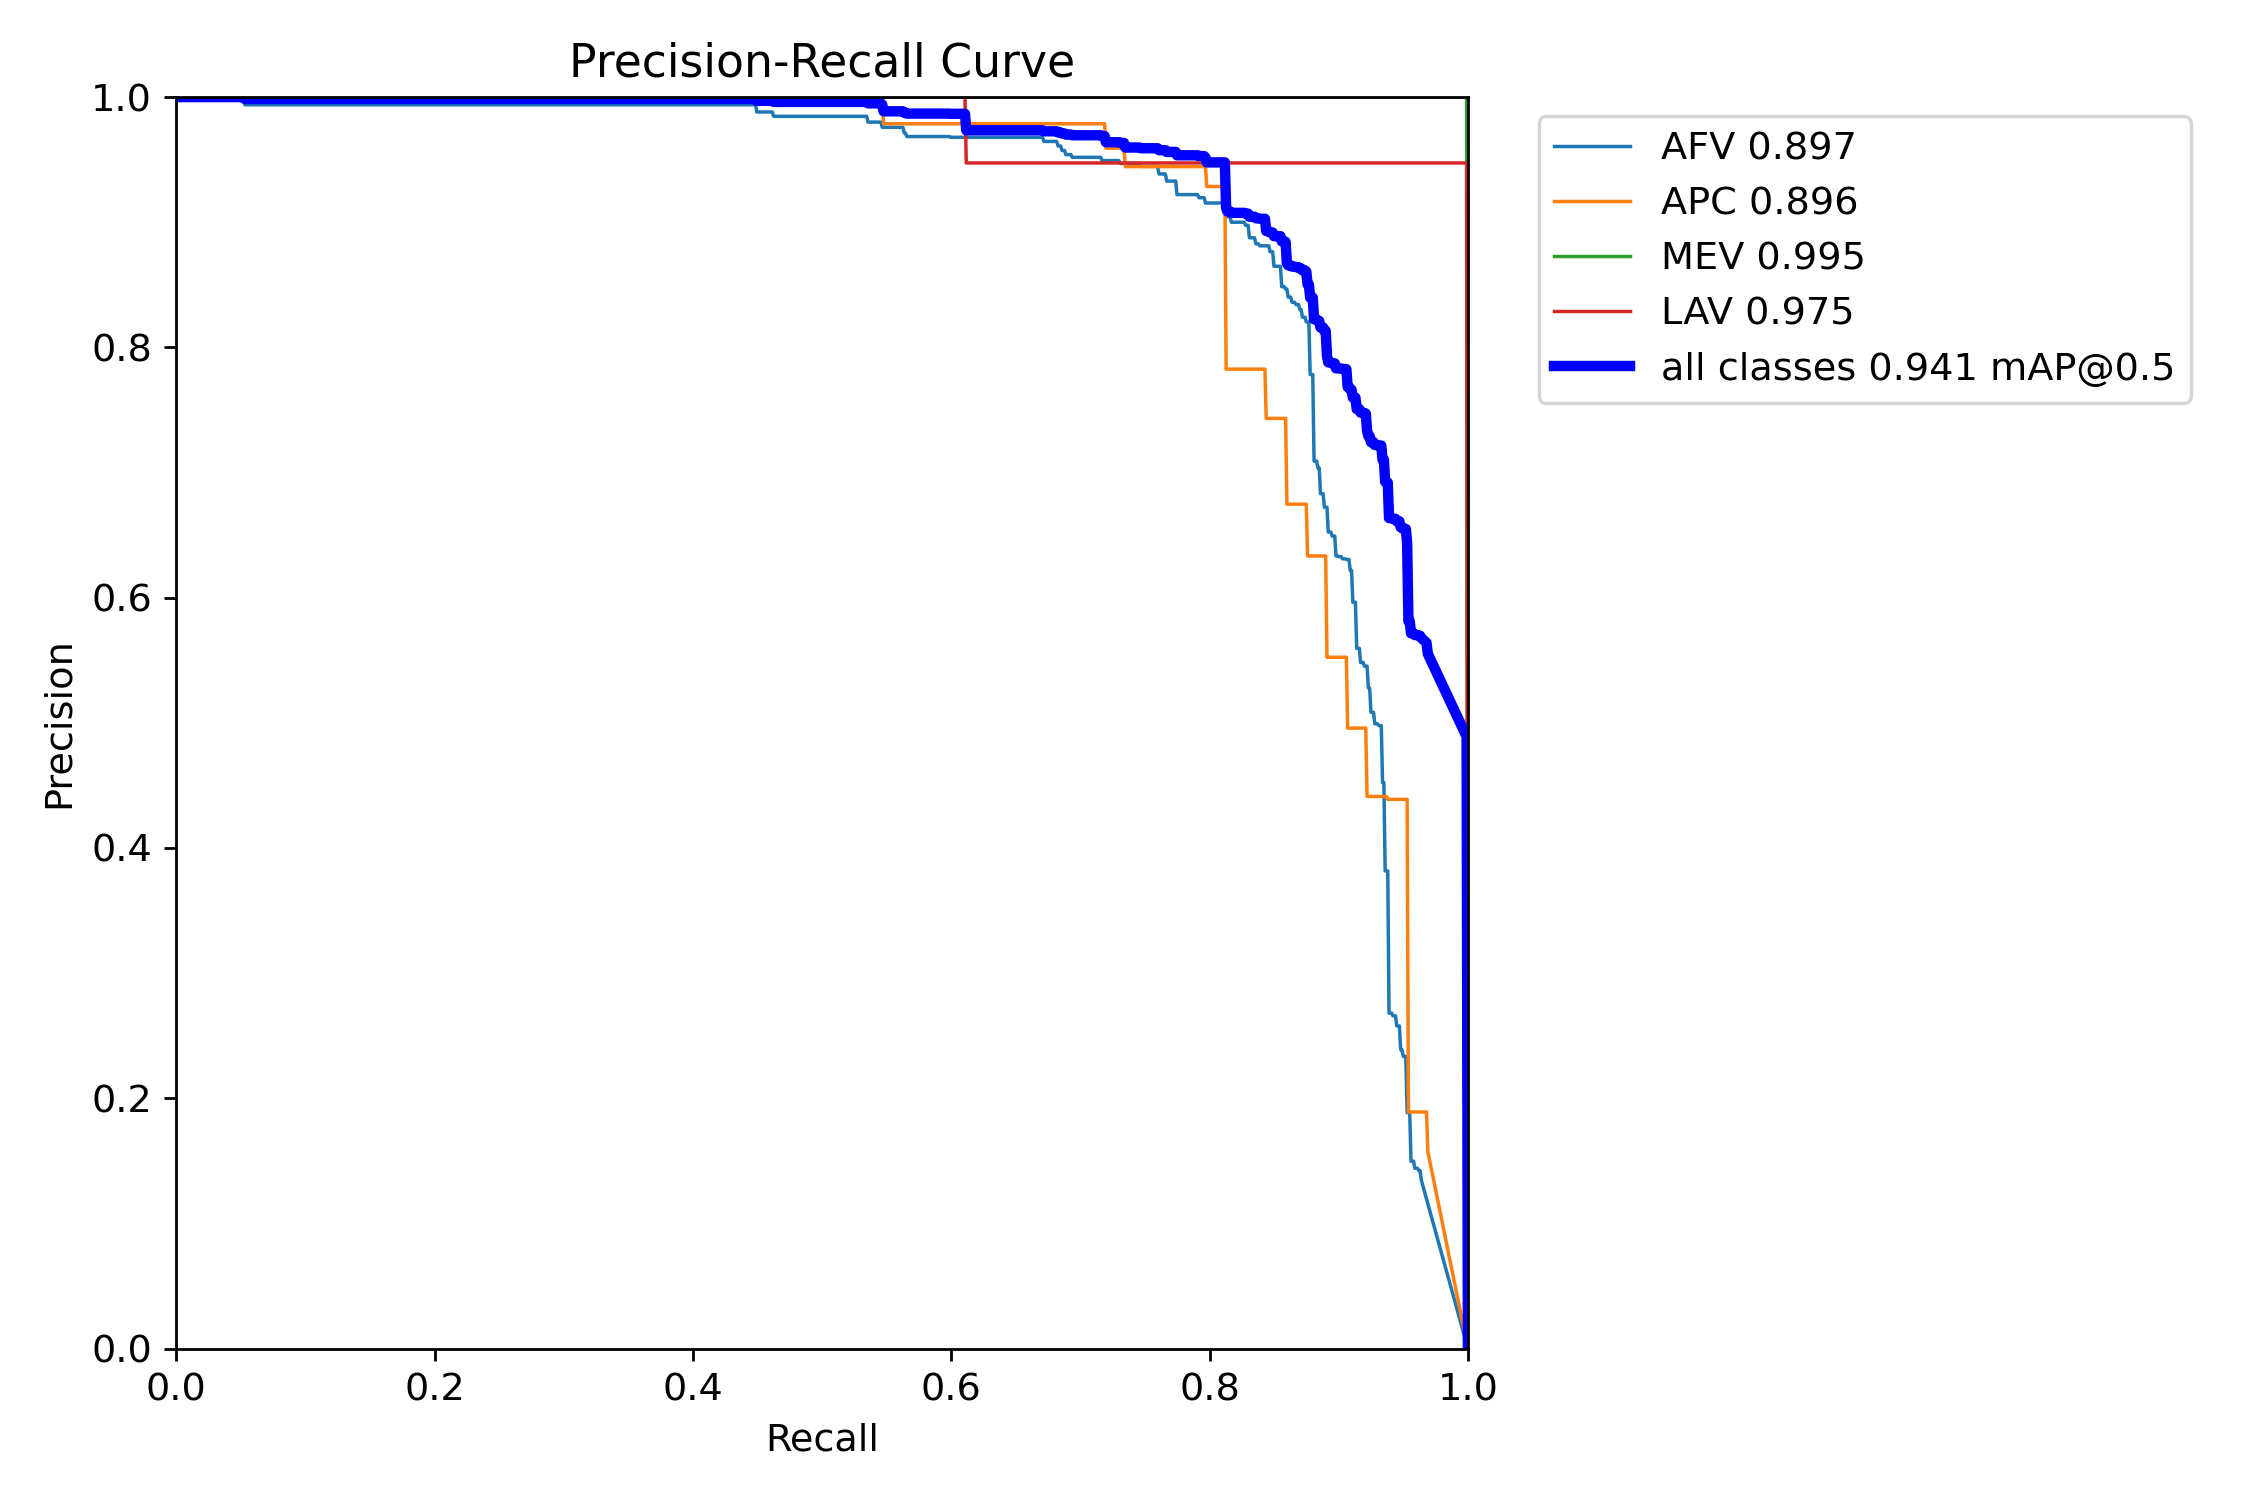 Precision-Recall Curve
1.0
0.8
0.6
0.4
0.2
0.0
Precision
0.0 0.2 0.4 0.6 0.8 1.0
Recall
AFV 0.897
APC 0.896
MEV 0.995
LAV 0.975
all classes 0.941 mAP@0.5